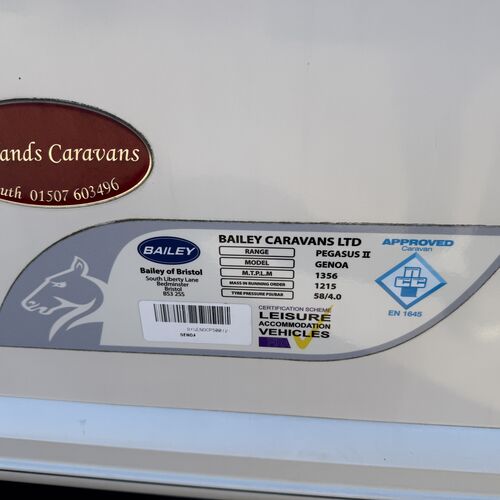 ands Caravans
uth 01507 603496
BAILEY
Bailey of Bristol
South Liberty Lane
Bedminster
Bristol
BS3 2SS
BAILEY CARAVANS LTD
RANGE PEGASUS II
MODEL GENOA
M.T.P.L.M 1356
MASS IN RUNNING ORDER 1215
TYRE PRESSURE PSI/BAR 58/4.0
CERTIFICATION SCHEME
LEISURE
ACCOMMODATION
VEHICLES
APPROVED
Caravan
EN 1645